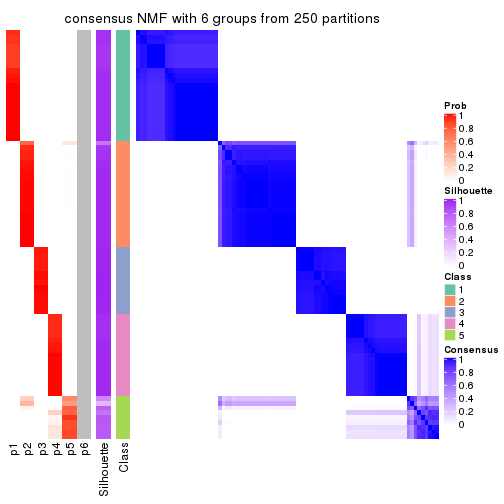 consensus NMF with 6 groups from 250 partitions
Prob
1
0.8
0.6
0.4
0.2
0
Silhouette
1
0.8
0.6
0.4
0.2
0
Class
1
2
3
4
5
Consensus
1
0.8
0.6
0.4
0.2
0
p1
p2
p3
p4
p5
p6
Silhouette
Class